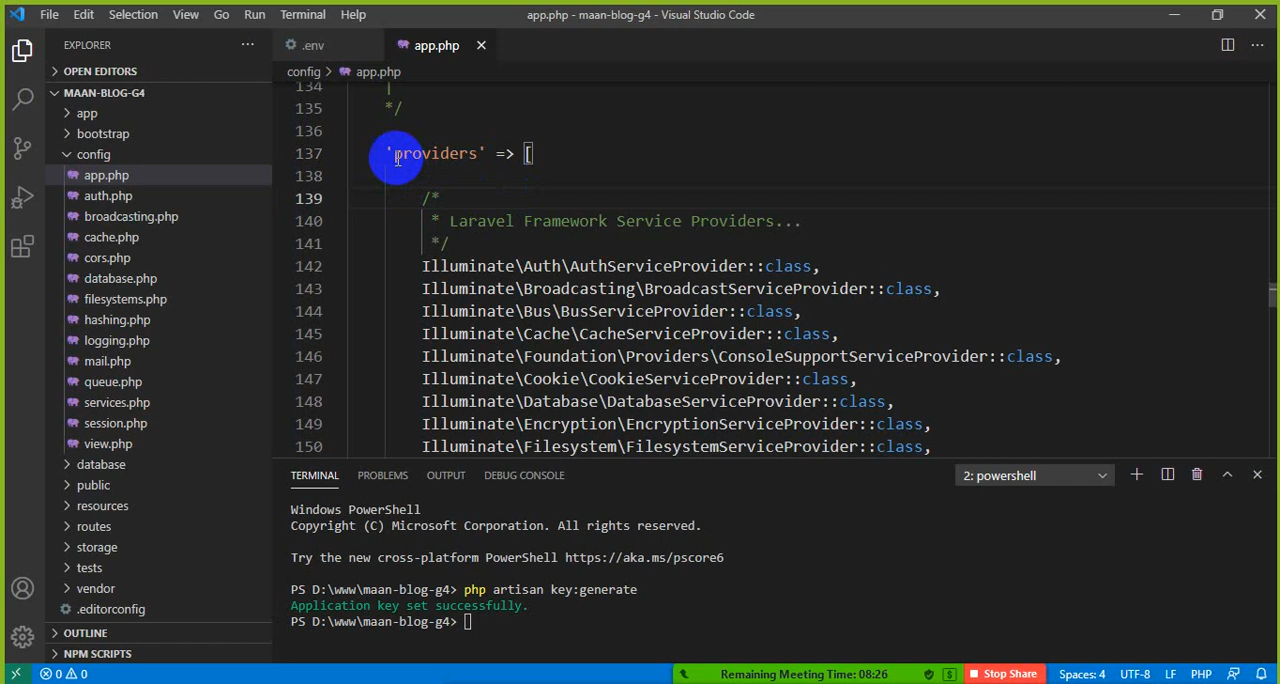 File Edit Selection View Go Run Terminal Help
app.php - maan-blog-g4 - Visual Studio Code
EXPLORER
OPEN EDITORS
MAAN-BLOG-G4
app
bootstrap
config
app.php
auth.php
broadcasting.php
cache.php
cors.php
database.php
filesystems.php
hashing.php
logging.php
mail.php
queue.php
services.php
session.php
view.php
database
public
resources
routes
storage
tests
vendor
.editorconfig
OUTLINE
NPM SCRIPTS
.env
app.php
config > app.php
134 |
135 */
136
137 'providers' => [
138
139 /*
140 * Laravel Framework Service Providers...
141 */
142 Illuminate\Auth\AuthServiceProvider::class,
143 Illuminate\Broadcasting\BroadcastServiceProvider::class,
144 Illuminate\Bus\BusServiceProvider::class,
145 Illuminate\Cache\CacheServiceProvider::class,
146 Illuminate\Foundation\Providers\ConsoleSupportServiceProvider::class,
147 Illuminate\Cookie\CookieServiceProvider::class,
148 Illuminate\Database\DatabaseServiceProvider::class,
149 Illuminate\Encryption\EncryptionServiceProvider::class,
150 Illuminate\Filesystem\FilesystemServiceProvider::class,
TERMINAL PROBLEMS OUTPUT DEBUG CONSOLE
2: powershell
Windows PowerShell
Copyright (C) Microsoft Corporation. All rights reserved.
Try the new cross-platform PowerShell https://aka.ms/pscore6
PS D:\www\maan-blog-g4> php artisan key:generate
Application key set successfully.
PS D:\www\maan-blog-g4>
0 0
Remaining Meeting Time: 08:26
$
Stop Share
Spaces: 4 UTF-8 LF PHP